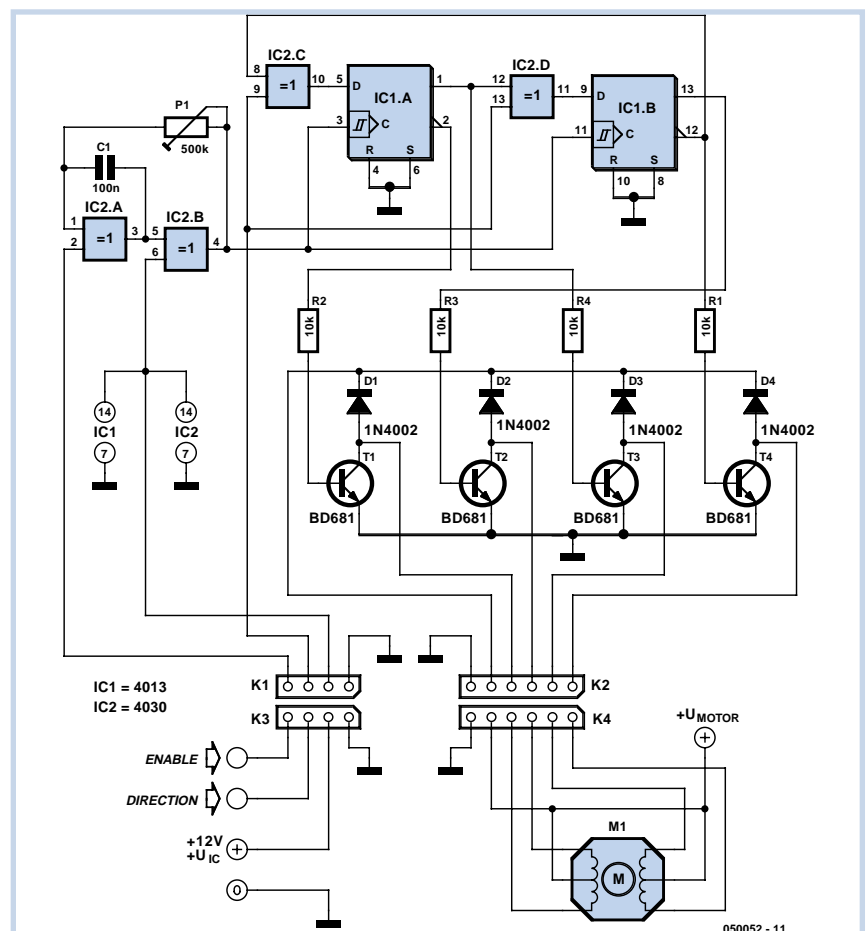 IC2.C
8
9
=1
10
5
D
IC1.A
C
3
R
S
4
6
1
2
IC2.D
12
13
=1
11
9
D
IC1.B
C
11
R
S
10
8
13
12
P1
500k
C1
100n
IC2.A
1
2
=1
3
IC2.B
5
6
=1
4
R2
10k
R3
10k
R4
10k
R1
10k
D1
1N4002
D2
1N4002
D3
1N4002
D4
1N4002
14
IC1
7
14
IC2
7
T1
BD681
T2
BD681
T3
BD681
T4
BD681
IC1 = 4013
IC2 = 4030
K1
K3
K2
K4
ENABLE
DIRECTION
+12V
+UIC
0
+UMOTOR
M1
M
050052 - 11